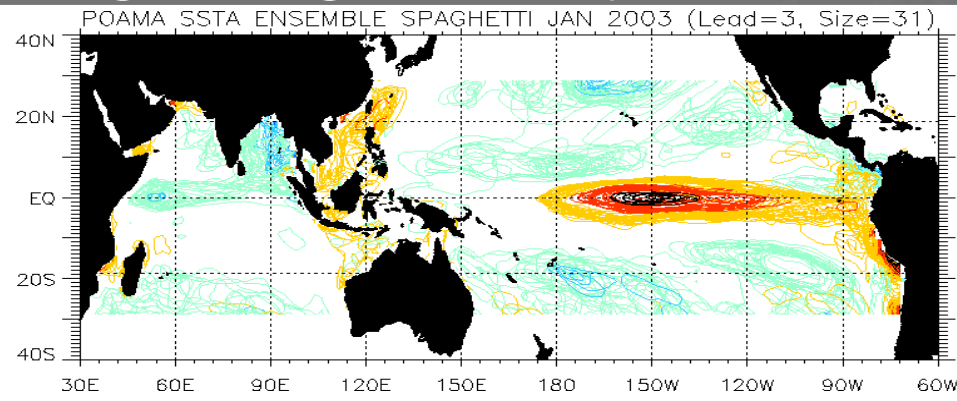 POAMA SSTA ENSEMBLE SPAGHETTI JAN 2003 (Lead=3, Size=31)
40N
20N
EQ
20S
40S
30E 60E 90E 120E 150E 180 150W 120W 90W 60W